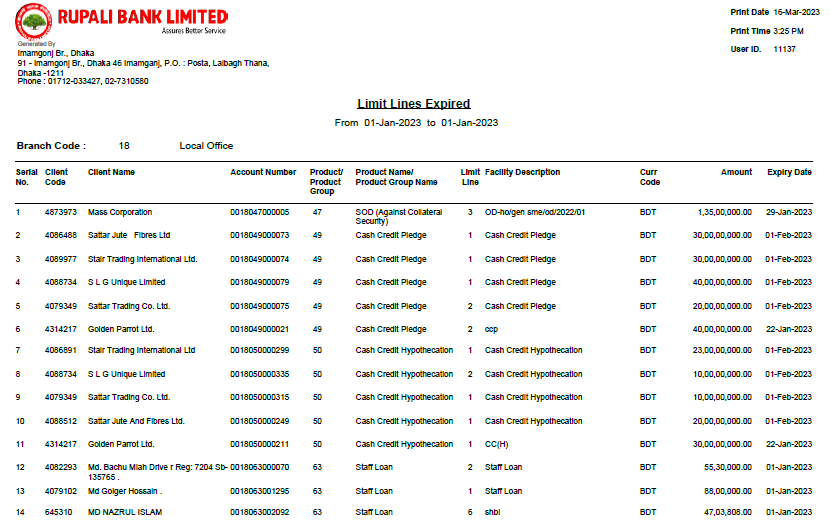 RUPALI BANK LIMITED
Assures Better Service
Print Date 16-Mar-2023
Print Time 3:25 PM
User ID. 11137
Generated By
Imamgonj Br., Dhaka
91 - Imamgonj Br., Dhaka 46 Imamganj, P.O. : Posta, Lalbagh Thana,
Dhaka -1211
Phone : 01712-033427, 02-7310580
Limit Lines Expired
From 01-Jan-2023 to 01-Jan-2023
Branch Code : 18 Local Office
Serial Client Client Name Account Number Product/ Product Name/ Limit Facility Description Curr Amount Expiry Date
No. Code Product Product Group Name Line Code
Group
1 4873973 Mass Corporation 0018047000005 47 SOD (Against Collateral 3 OD-ho/gen sme/od/2022/01 BDT 1,35,00,000.00 29-Jan-2023
Security)
2 4086488 Sattar Jute Fibres Ltd 0018049000073 49 Cash Credit Pledge 1 Cash Credit Pledge BDT 30,00,00,000.00 01-Feb-2023
3 4089977 Stair Trading International Ltd. 0018049000074 49 Cash Credit Pledge 1 Cash Credit Pledge BDT 30,00,00,000.00 01-Feb-2023
4 4088734 S L G Unique Limited 0018049000079 49 Cash Credit Pledge 1 Cash Credit Pledge BDT 40,00,00,000.00 01-Feb-2023
5 4079349 Sattar Trading Co. Ltd. 0018049000075 49 Cash Credit Pledge 2 Cash Credit Pledge BDT 20,00,00,000.00 01-Feb-2023
6 4314217 Golden Parrot Ltd. 0018049000021 49 Cash Credit Pledge 2 ccp BDT 40,00,00,000.00 22-Jan-2023
7 4086891 Stair Trading International Ltd 0018050000299 50 Cash Credit Hypothecation 1 Cash Credit Hypothecation BDT 23,00,00,000.00 01-Feb-2023
8 4088734 S L G Unique Limited 0018050000335 50 Cash Credit Hypothecation 2 Cash Credit Hypothecation BDT 10,00,00,000.00 01-Feb-2023
9 4079349 Sattar Trading Co. Ltd. 0018050000315 50 Cash Credit Hypothecation 1 Cash Credit Hypothecation BDT 10,00,00,000.00 01-Feb-2023
10 4088512 Sattar Jute And Fibres Ltd. 0018050000249 50 Cash Credit Hypothecation 1 Cash Credit Hypothecation BDT 20,00,00,000.00 01-Feb-2023
11 4314217 Golden Parrot Ltd. 0018050000211 50 Cash Credit Hypothecation 1 CC(H) BDT 30,00,00,000.00 22-Jan-2023
12 4082293 Md. Bachu Miah Drive r Reg: 7204 Sb- 0018063000070 63 Staff Loan 2 Staff Loan BDT 55,30,000.00 01-Jan-2023
135765 .
13 4079102 Md Golger Hossain . 0018063001295 63 Staff Loan 1 Staff Loan BDT 88,00,000.00 01-Jan-2023
14 645310 MD NAZRUL ISLAM 0018063002092 63 Staff Loan 6 shbl BDT 47,03,808.00 01-Jan-2023